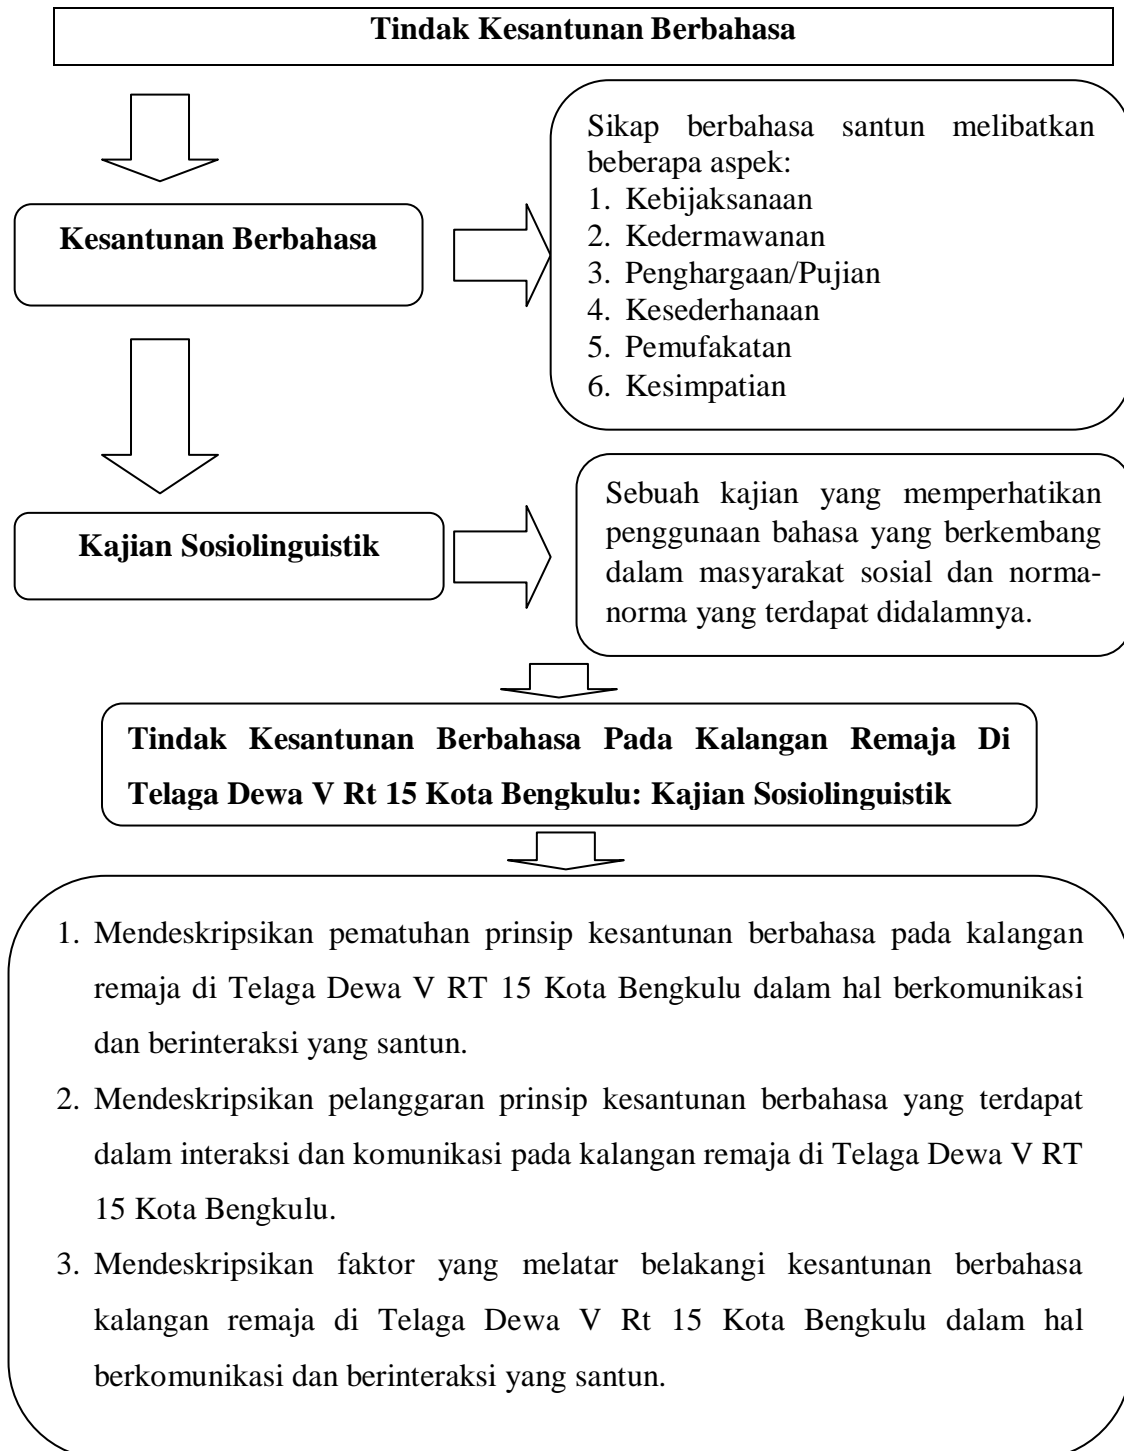 Tindak Kesantunan Berbahasa
Kesantunan Berbahasa
Sikap berbahasa santun melibatkan
beberapa aspek:
1. Kebijaksanaan
2. Kedermawanan
3. Penghargaan/Pujian
4. Kesederhanaan
5. Pemufakatan
6. Kesimpatian
Kajian Sosiolinguistik
Sebuah kajian yang memperhatikan
penggunaan bahasa yang berkembang
dalam masyarakat sosial dan norma-
norma yang terdapat didalamnya.
Tindak Kesantunan Berbahasa Pada Kalangan Remaja Di
Telaga Dewa V Rt 15 Kota Bengkulu: Kajian Sosiolinguistik
1. Mendeskripsikan pematuhan prinsip kesantunan berbahasa pada kalangan
remaja di Telaga Dewa V RT 15 Kota Bengkulu dalam hal berkomunikasi
dan berinteraksi yang santun.
2. Mendeskripsikan pelanggaran prinsip kesantunan berbahasa yang terdapat
dalam interaksi dan komunikasi pada kalangan remaja di Telaga Dewa V RT
15 Kota Bengkulu.
3. Mendeskripsikan faktor yang melatar belakangi kesantunan berbahasa
kalangan remaja di Telaga Dewa V Rt 15 Kota Bengkulu dalam hal
berkomunikasi dan berinteraksi yang santun.